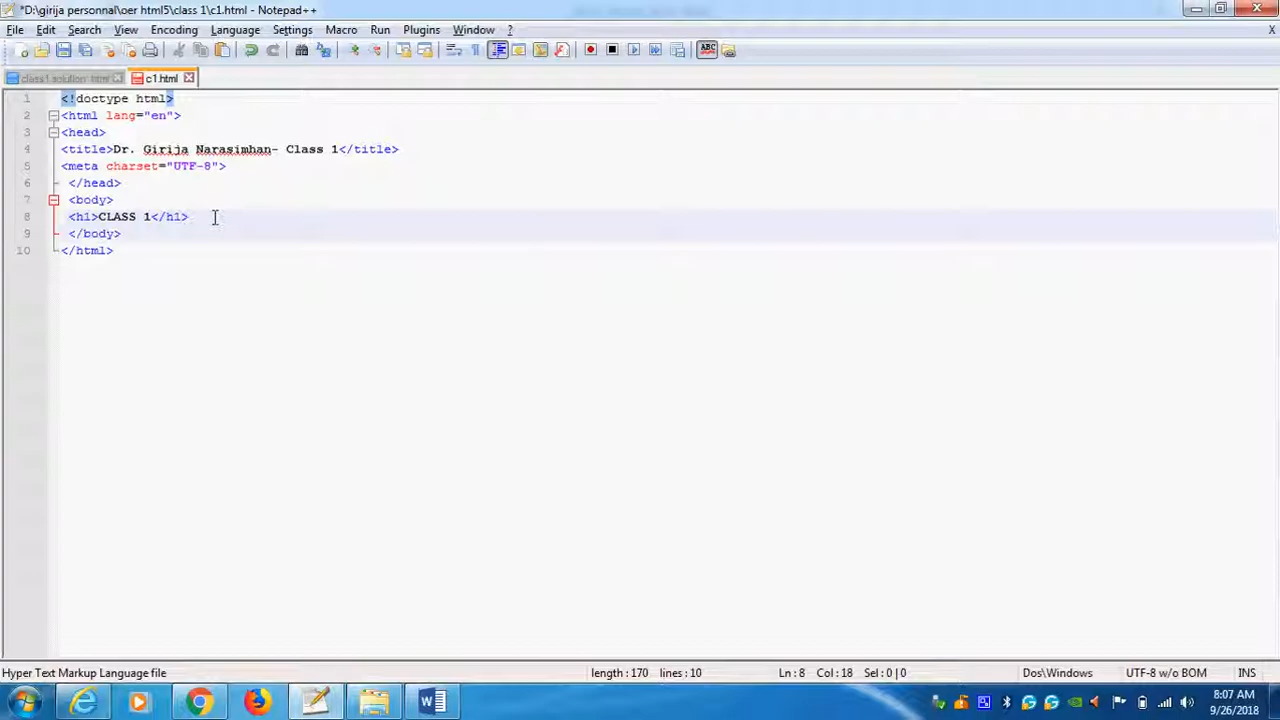 *D:\girija personnal\oer html5\class 1\c1.html - Notepad++
File Edit Search View Encoding Language Settings Macro Run Plugins Window ? X
class1 solution .html c1.html
1 <!doctype html>
2 <html lang="en">
3 <head>
4 <title>Dr. Girija Narasimhan- Class 1</title>
5 <meta charset="UTF-8">
6 </head>
7 <body>
8 <h1>CLASS 1</h1>
9 </body>
10 </html>
Hyper Text Markup Language file length : 170 lines : 10 Ln : 8 Col : 18 Sel : 0 | 0 Dos\Windows UTF-8 w/o BOM INS
8:07 AM
9/26/2018